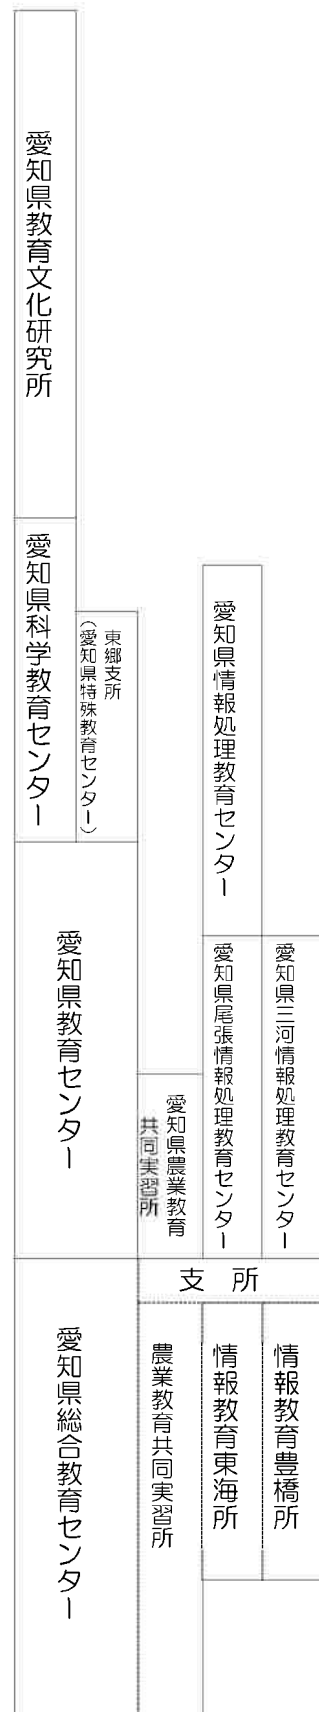 愛知県教育文化研究所
愛知県科学教育センター
東郷支所
(愛知県特殊教育センター)
愛知県情報処理教育センター
愛知県教育センター
愛知県農業教育
共同実習所
愛知県尾張情報処理教育センター
愛知県三河情報処理教育センター
支所
愛知県総合教育センター
農業教育共同実習所
情報教育東海所
情報教育豊橋所